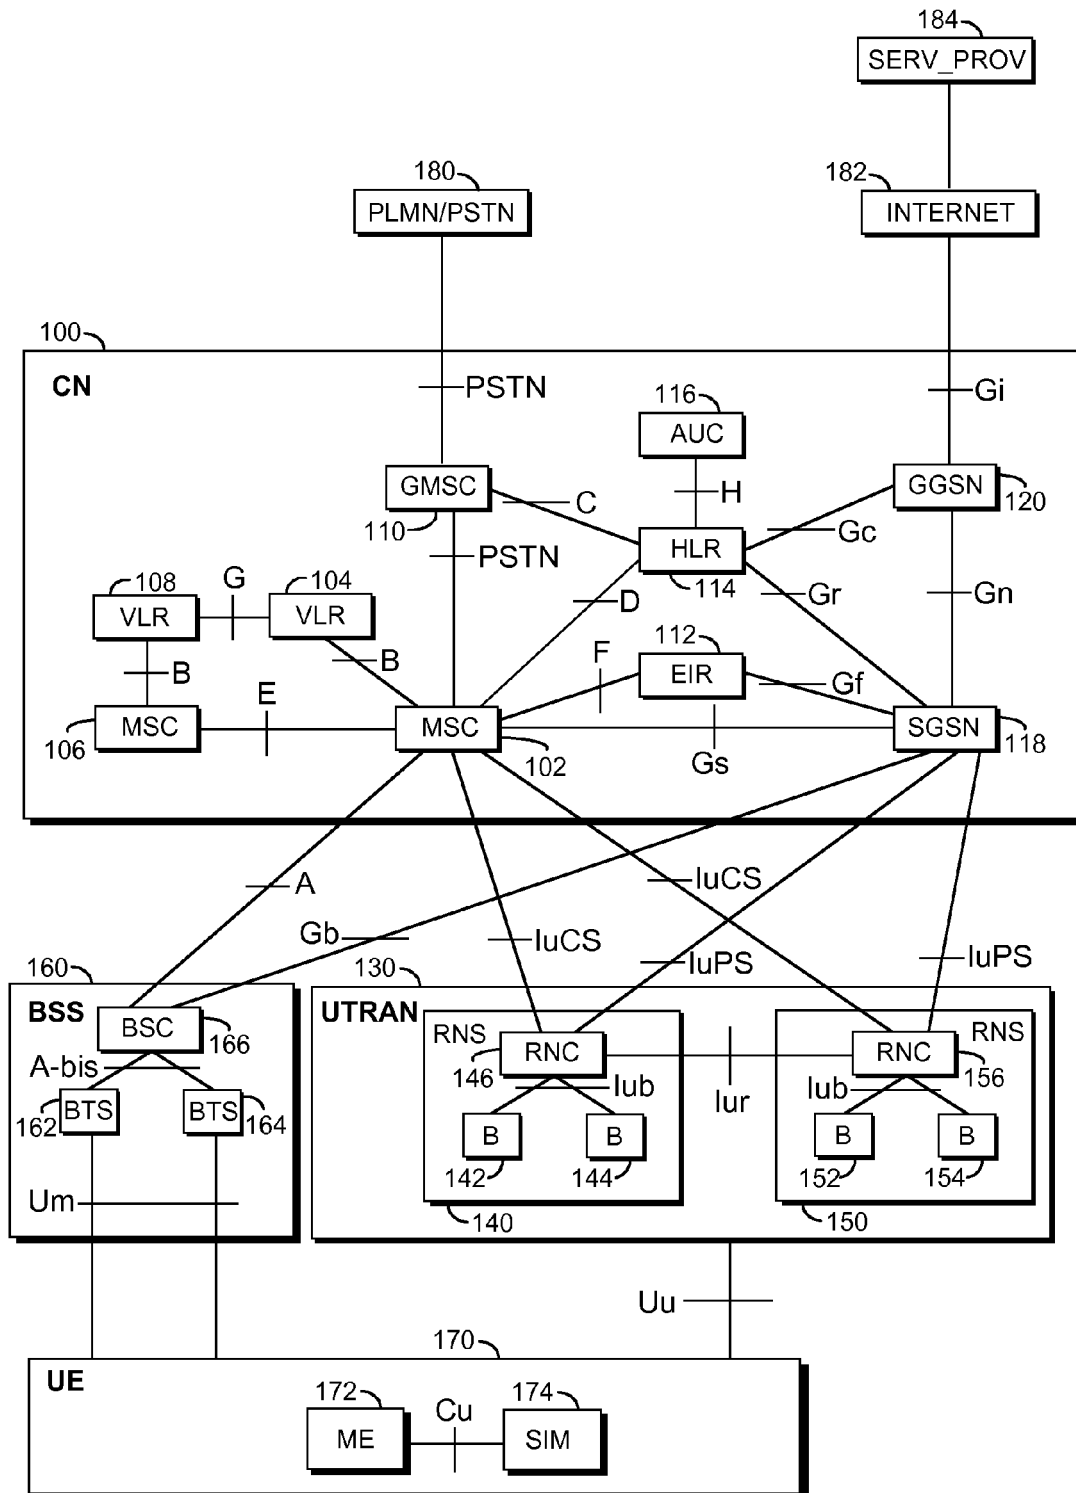 184
SERV_PROV
182
INTERNET
180
PLMN/PSTN
100
CN
PSTN
Gi
116
AUC
GMSC
110
C
H
GGSN
120
PSTN
HLR
114
Gc
108
VLR
G
104
VLR
D
Gr
Gn
B
B
F
112
EIR
Gf
MSC
106
E
MSC
102
Gs
SGSN
118
A
IuCS
Gb
IuCS
IuPS
IuPS
160
BSS
BSC
166
A-bis
BTS
162
BTS
164
Um
130
UTRAN
RNS
RNC
146
Iub
B
142
B
144
140
Iur
RNS
RNC
156
Iub
B
152
B
154
150
Uu
170
UE
172
ME
Cu
174
SIM